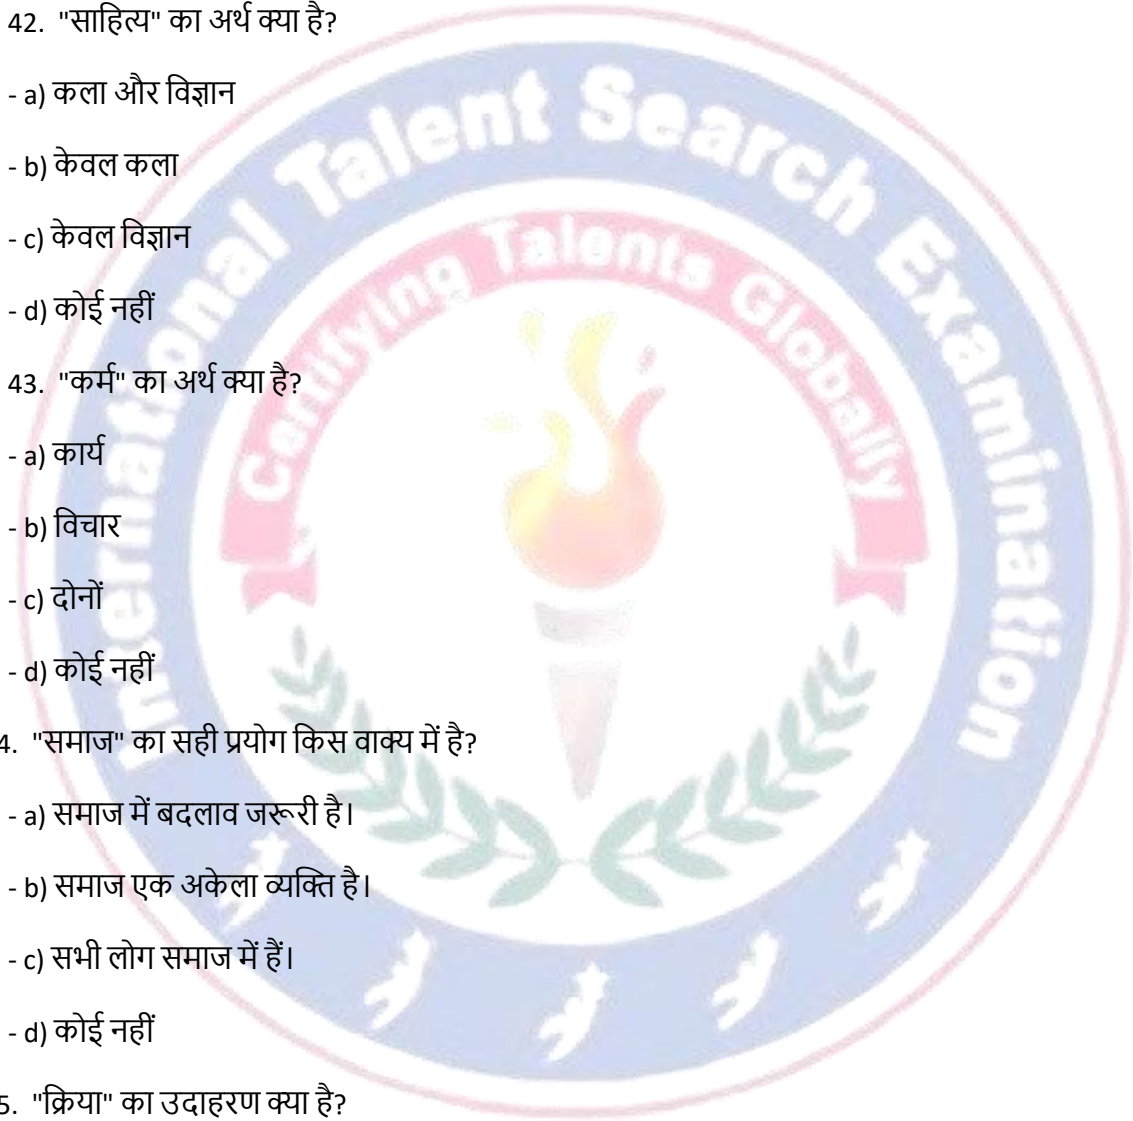 42. "साहित्य" का अर्थ क्या है?
- a) कला और विज्ञान
- b) केवल कला
- c) केवल विज्ञान
- d) कोई नहीं
43. "कर्म" का अर्थ क्या है?
- a) कार्य
- b) विचार
- c) दोनों
- d) कोई नहीं
4. "समाज" का सही प्रयोग किस वाक्य में है?
- a) समाज में बदलाव जरूरी है।
- b) समाज एक अकेला व्यक्ति है।
- c) सभी लोग समाज में हैं।
- d) कोई नहीं
5. "क्रिया" का उदाहरण क्या है?
International Talent Search Examination
Certifying Talents Globally